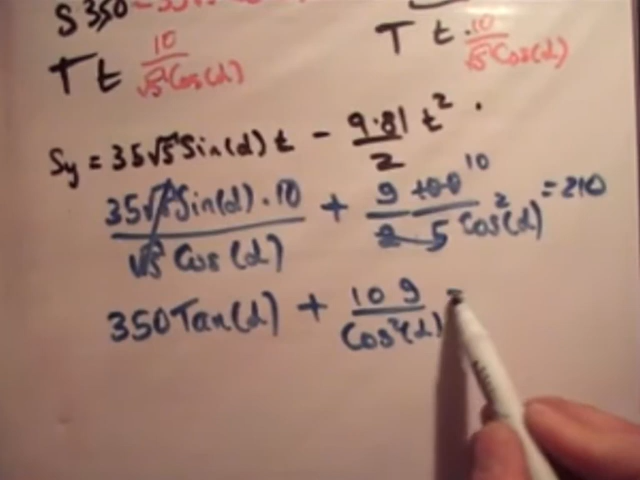 S 350
T t 10/√5 Cos(d)
T t · 10/√5 Cos(d)
Sy = 35√5 Sin(d) t - 9.81/2 t² .
35√5 Sin(d) · 10/√5 Cos(d) + 9/2 100/5 10 Cos²(d) = 210
350 Tan(d) + 10 9/Cos²(d) =